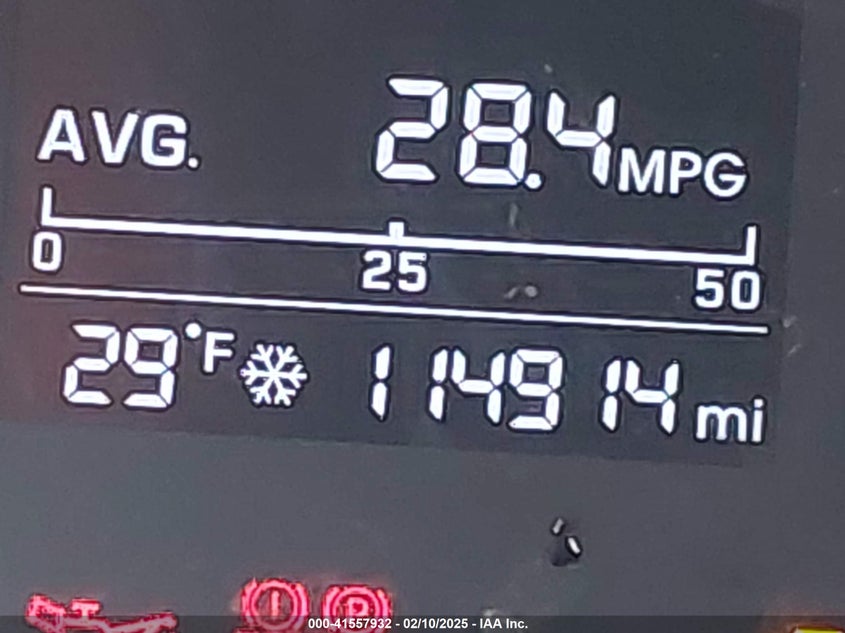 AVG. 28.4 MPG
0 25 50
29°F 114914 mi
000-41557932 - 02/10/2025 - IAA Inc.